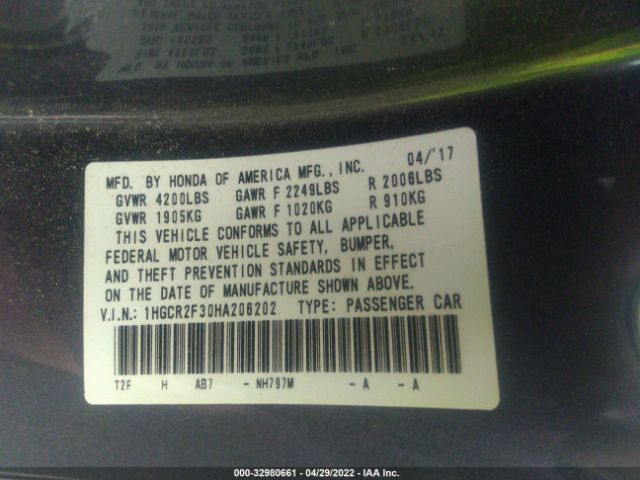 MFD. BY HONDA OF AMERICA MFG., INC. 04/'17
GVWR 4200LBS GAWR F 2249LBS R 2006LBS
GVWR 1905KG GAWR F 1020KG R 910KG
THIS VEHICLE CONFORMS TO ALL APPLICABLE
FEDERAL MOTOR VEHICLE SAFETY, BUMPER,
AND THEFT PREVENTION STANDARDS IN EFFECT
ON THE DATE OF MANUFACTURE SHOWN ABOVE.
V.I.N.: 1HGCR2F30HA206202 TYPE: PASSENGER CAR
T2F H AB7 - NH797M - A - A
000-32980661 - 04/29/2022 - IAA Inc.